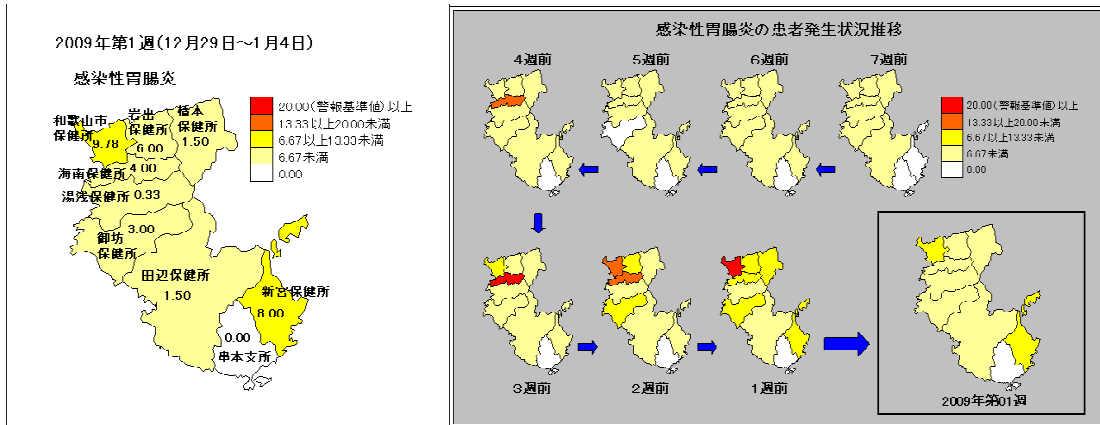 2009年第1週(12月29日～1月4日)
感染性胃腸炎
和歌山市
保健所
9.78
岩出
保健所
6.00
橋本
保健所
1.50
海南保健所
4.00
湯浅保健所
0.33
御坊
保健所
3.00
田辺保健所
1.50
新宮保健所
8.00
0.00
串本支所
20.00(警報基準値)以上
13.33以上20.00未満
6.67以上13.33未満
6.67未満
0.00
感染性胃腸炎の患者発生状況推移
4週前
5週前
6週前
7週前
20.00(警報基準値)以上
13.33以上20.00未満
6.67以上13.33未満
6.67未満
0.00
3週前
2週前
1週前
2009年第01週